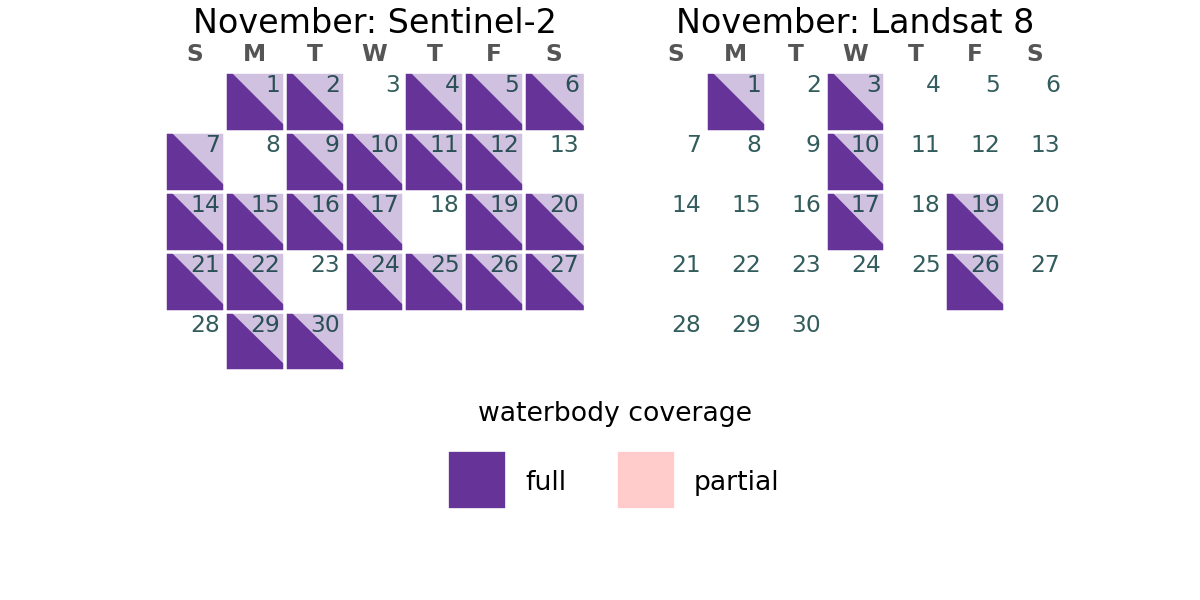 November: Sentinel-2
S M T W T F S
1 2 3 4 5 6
7 8 9 10 11 12 13
14 15 16 17 18 19 20
21 22 23 24 25 26 27
28 29 30
November: Landsat 8
S M T W T F S
1 2 3 4 5 6
7 8 9 10 11 12 13
14 15 16 17 18 19 20
21 22 23 24 25 26 27
28 29 30
waterbody coverage
full partial